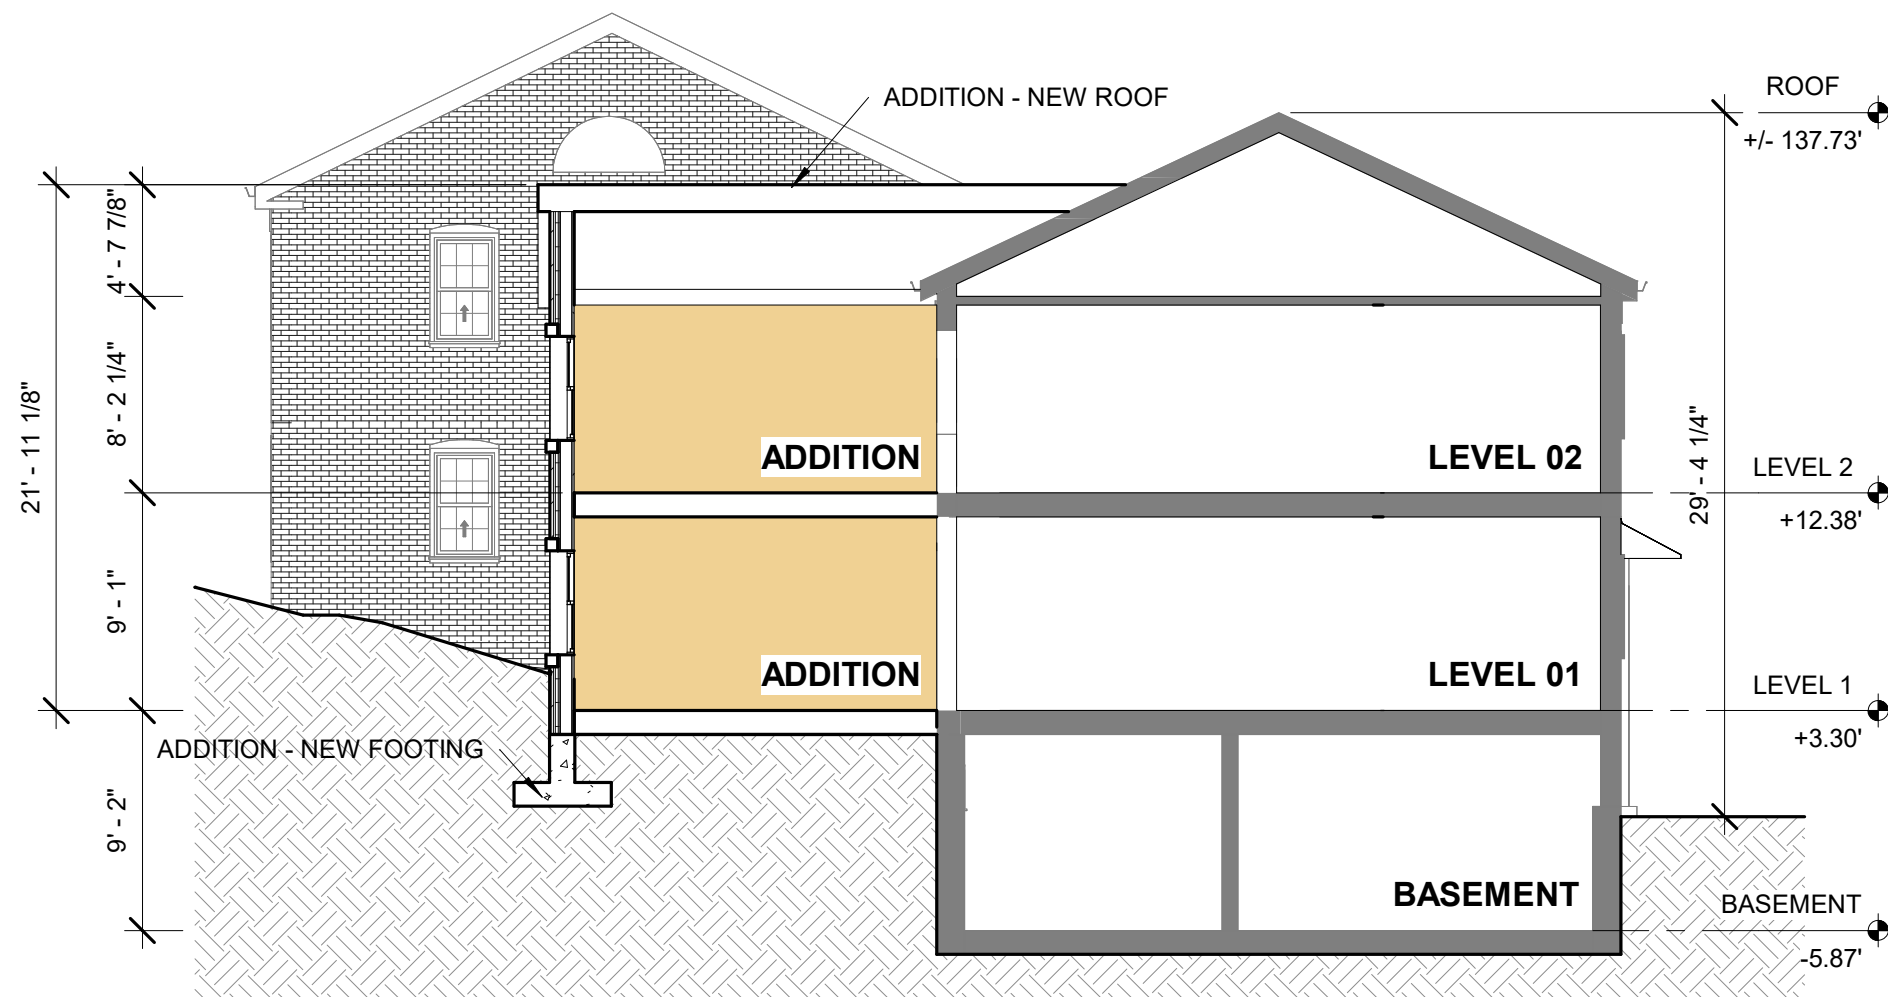 ROOF
ADDITION - NEW ROOF
+/- 137.73'
4' - 7 7/8"
21' - 11 1/8"
8' - 2 1/4"
29' - 4 1/4"
ADDITION
LEVEL 02
LEVEL 2
+12.38'
9' - 1"
ADDITION
LEVEL 01
LEVEL 1
+3.30'
ADDITION - NEW FOOTING
9' - 2"
BASEMENT
BASEMENT
-5.87'